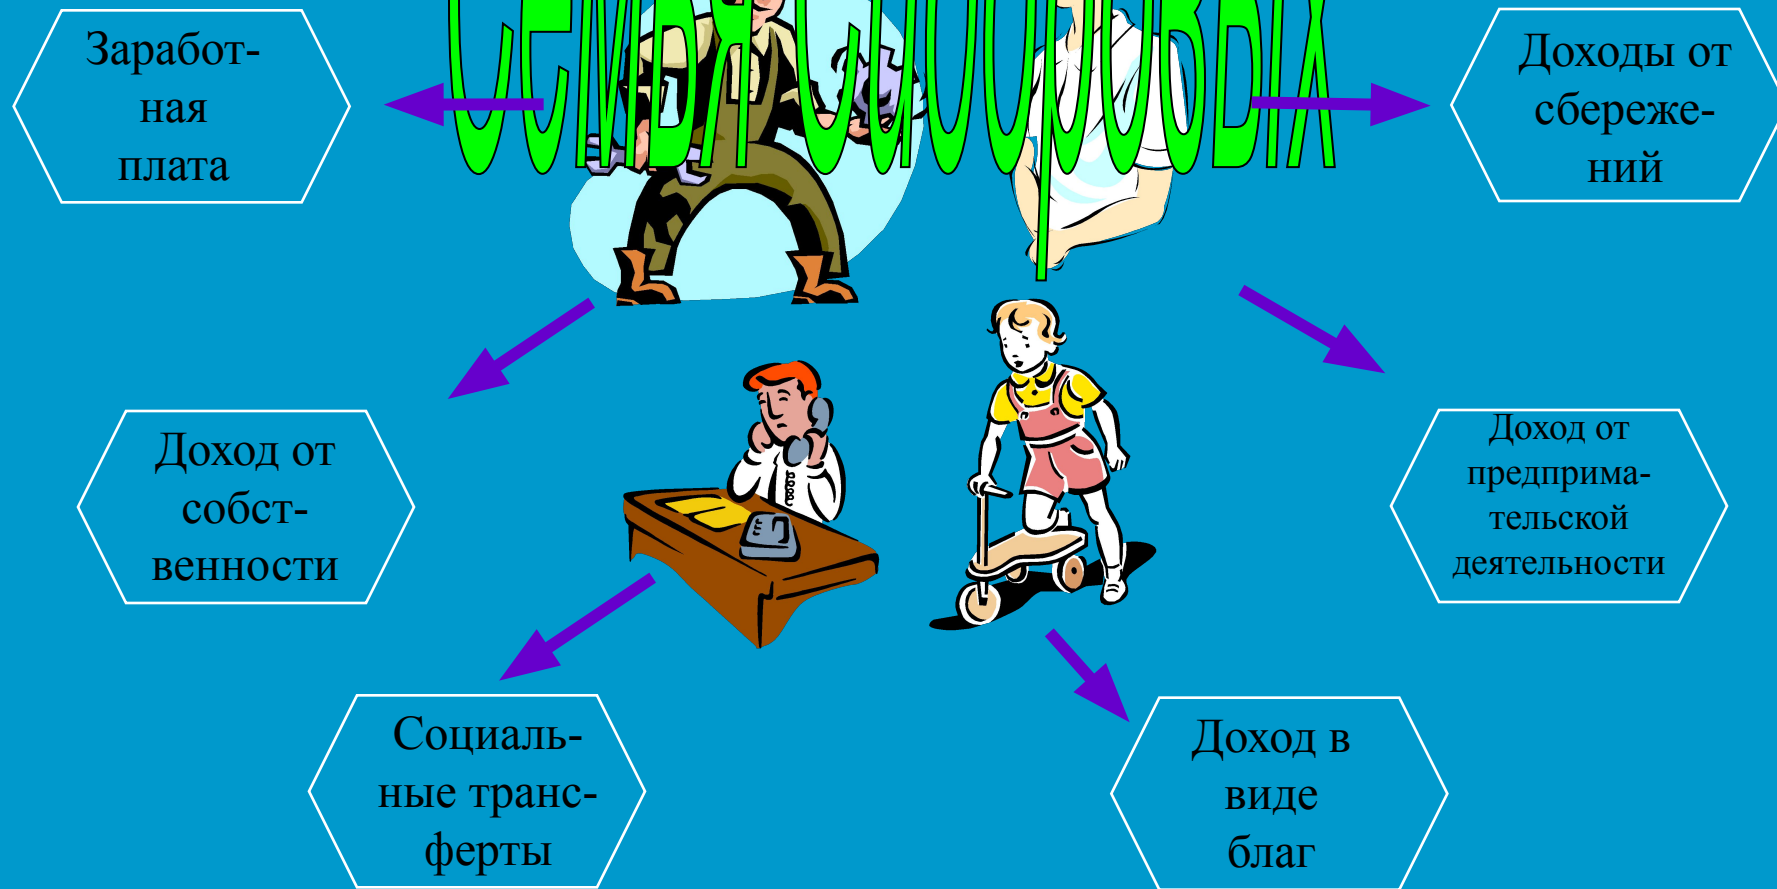 Семья
Заработ-
ная
плата
Доходы от
сбереже-
ний
Доход от
собст-
венности
Доход от
предприма-
тельской
деятельности
Социаль-
ные транс-
ферты
Доход в
виде
благ